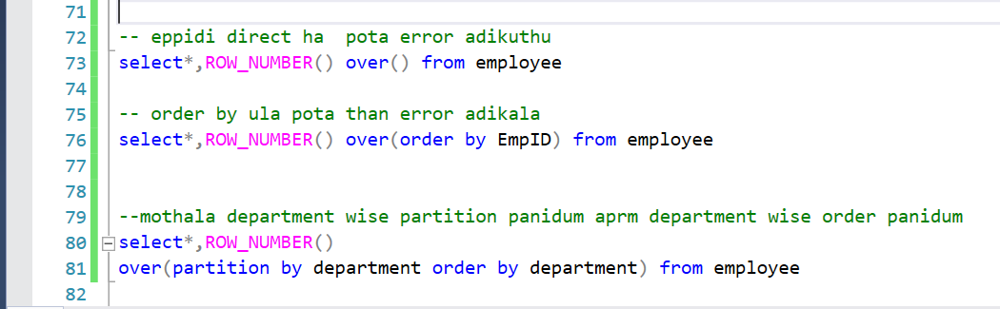 71
72 -- eppidi direct ha  pota error adikuthu
73 select*,ROW_NUMBER() over() from employee
74
75 -- order by ula pota than error adikala
76 select*,ROW_NUMBER() over(order by EmpID) from employee
77
78
79 --mothala department wise partition panidum aprm department wise order panidum
80 select*,ROW_NUMBER()
81 over(partition by department order by department) from employee
82